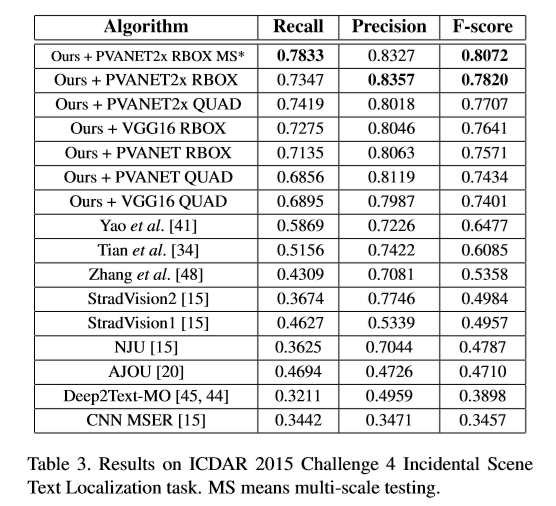 Algorithm Recall Precision F-score
Ours + PVANET2x RBOX MS* 0.7833 0.8327 0.8072
Ours + PVANET2x RBOX 0.7347 0.8357 0.7820
Ours + PVANET2x QUAD 0.7419 0.8018 0.7707
Ours + VGG16 RBOX 0.7275 0.8046 0.7641
Ours + PVANET RBOX 0.7135 0.8063 0.7571
Ours + PVANET QUAD 0.6856 0.8119 0.7434
Ours + VGG16 QUAD 0.6895 0.7987 0.7401
Yao et al. [41] 0.5869 0.7226 0.6477
Tian et al. [34] 0.5156 0.7422 0.6085
Zhang et al. [48] 0.4309 0.7081 0.5358
StradVision2 [15] 0.3674 0.7746 0.4984
StradVision1 [15] 0.4627 0.5339 0.4957
NJU [15] 0.3625 0.7044 0.4787
AJOU [20] 0.4694 0.4726 0.4710
Deep2Text-MO [45, 44] 0.3211 0.4959 0.3898
CNN MSER [15] 0.3442 0.3471 0.3457
Table 3. Results on ICDAR 2015 Challenge 4 Incidental Scene
Text Localization task. MS means multi-scale testing.